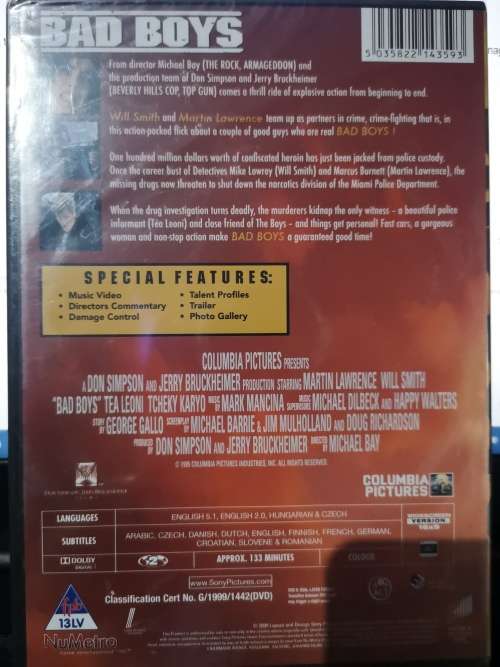 BAD BOYS
5 035822 143593
From director Michael Bay (THE ROCK, ARMAGEDDON) and
the production team of Don Simpson and Jerry Bruckheimer
(BEVERLY HILLS COP, TOP GUN) comes a thrill ride of explosive action from beginning to end.
Will Smith and Martin Lawrence team up as partners in crime, crime-fighting that is, in
this action-packed flick about a couple of good guys who are real BAD BOYS !
One hundred million dollars worth of confiscated heroin has just been jacked from police custody.
Once the career bust of Detectives Mike Lowrey (Will Smith) and Marcus Burnett (Martin Lawrence), the
missing drugs now threaten to shut down the narcotics division of the Miami Police Department.
When the drug investigation turns deadly, the murderers kidnap the only witness - a beautiful police
informant (Téa Leoni) and close friend of The Boys - and things get personal! Fast cars, a gorgeous
woman and non-stop action make BAD BOYS a guaranteed good time!
SPECIAL FEATURES:
• Music Video
• Directors Commentary
• Damage Control
• Talent Profiles
• Trailer
• Photo Gallery
COLUMBIA PICTURES PRESENTS
A DON SIMPSON AND JERRY BRUCKHEIMER PRODUCTION STARRING MARTIN LAWRENCE WILL SMITH
"BAD BOYS" TEA LEONI TCHEKY KARYO MUSIC BY MARK MANCINA MUSIC SUPERVISORS MICHAEL DILBECK AND HAPPY WALTERS
STORY BY GEORGE GALLO SCREENPLAY BY MICHAEL BARRIE & JIM MULHOLLAND AND DOUG RICHARDSON
PRODUCED BY DON SIMPSON AND JERRY BRUCKHEIMER DIRECTED BY MICHAEL BAY
© 1995 COLUMBIA PICTURES INDUSTRIES, INC. ALL RIGHTS RESERVED.
COLUMBIA
PICTURES
LANGUAGES
ENGLISH 5.1, ENGLISH 2.0, HUNGARIAN & CZECH
WIDESCREEN
VERSION
16x9
SUBTITLES
ARABIC, CZECH, DANISH, DUTCH, ENGLISH, FINNISH, FRENCH, GERMAN,
CROATIAN, SLOVENE & ROMANIAN
DOLBY
DIGITAL
2
APPROX. 133 MINUTES
COLOUR
www.SonyPictures.com
Classification Cert No. G/1999/1442(DVD)
fpb
13LV
NuMetro